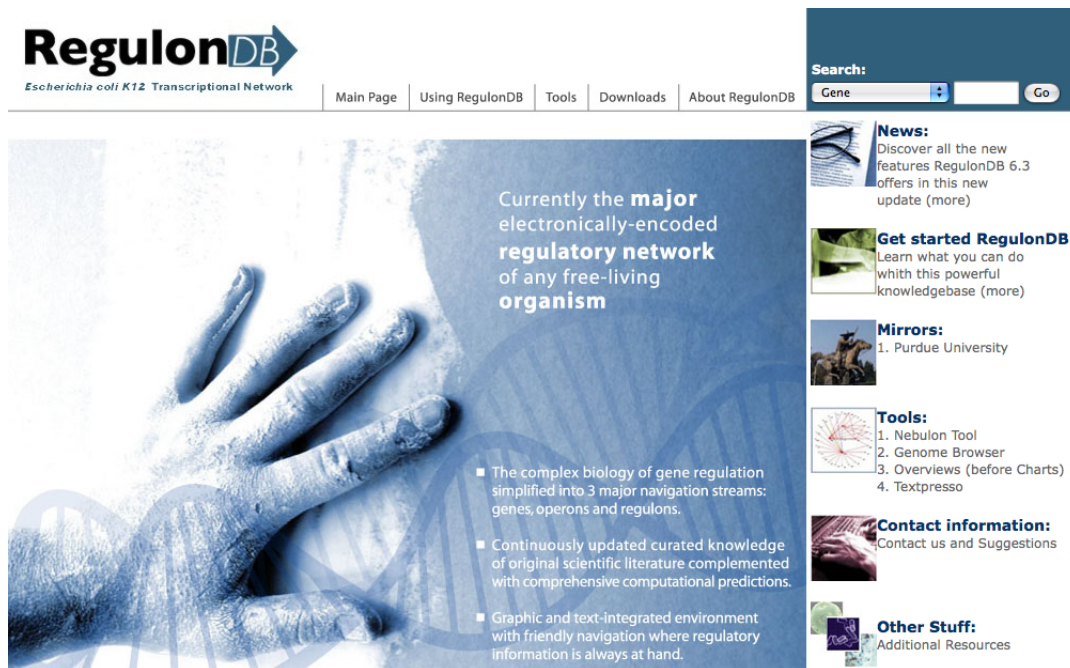 RegulonDB
Escherichia coli K12 Transcriptional Network
Main Page
Using RegulonDB
Tools
Downloads
About RegulonDB
Search:
Gene
Go
Currently the major
electronically-encoded
regulatory network
of any free-living
organism
The complex biology of gene regulation
simplified into 3 major navigation streams:
genes, operons and regulons.
Continuously updated curated knowledge
of original scientific literature complemented
with comprehensive computational predictions.
Graphic and text-integrated environment
with friendly navigation where regulatory
information is always at hand.
News:
Discover all the new
features RegulonDB 6.3
offers in this new
update (more)
Get started RegulonDB
Learn what you can do
whith this powerful
knowledgebase (more)
Mirrors:
1. Purdue University
Tools:
1. Nebulon Tool
2. Genome Browser
3. Overviews (before Charts)
4. Textpresso
Contact information:
Contact us and Suggestions
Other Stuff:
Additional Resources